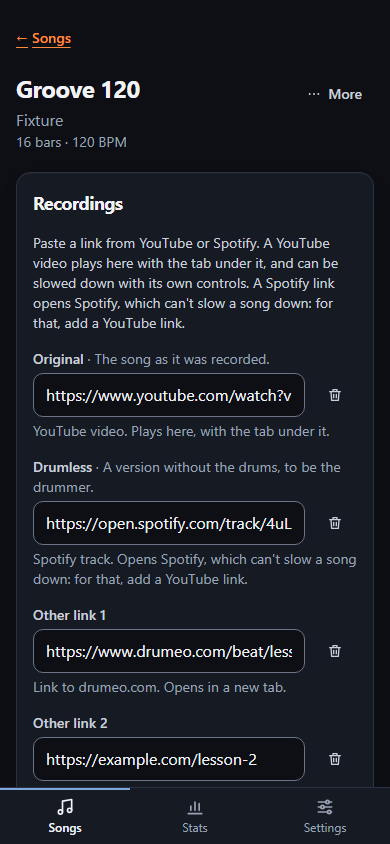 ← Songs
Groove 120
··· More
Fixture
16 bars · 120 BPM
Recordings
Paste a link from YouTube or Spotify. A YouTube
video plays here with the tab under it, and can be
slowed down with its own controls. A Spotify link
opens Spotify, which can't slow a song down: for
that, add a YouTube link.
Original · The song as it was recorded.
https://www.youtube.com/watch?v
YouTube video. Plays here, with the tab under it.
Drumless · A version without the drums, to be the
drummer.
https://open.spotify.com/track/4uL
Spotify track. Opens Spotify, which can't slow a song
down: for that, add a YouTube link.
Other link 1
https://www.drumeo.com/beat/less
Link to drumeo.com. Opens in a new tab.
Other link 2
https://example.com/lesson-2
Songs
Stats
Settings